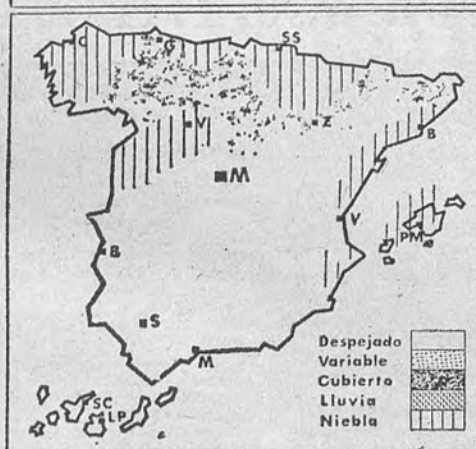 C
G
SS
V
Z
B
M
V
PM
B
S
M
SC
LP
Despejado
Variable
Cubierto
Lluvia
Niebla